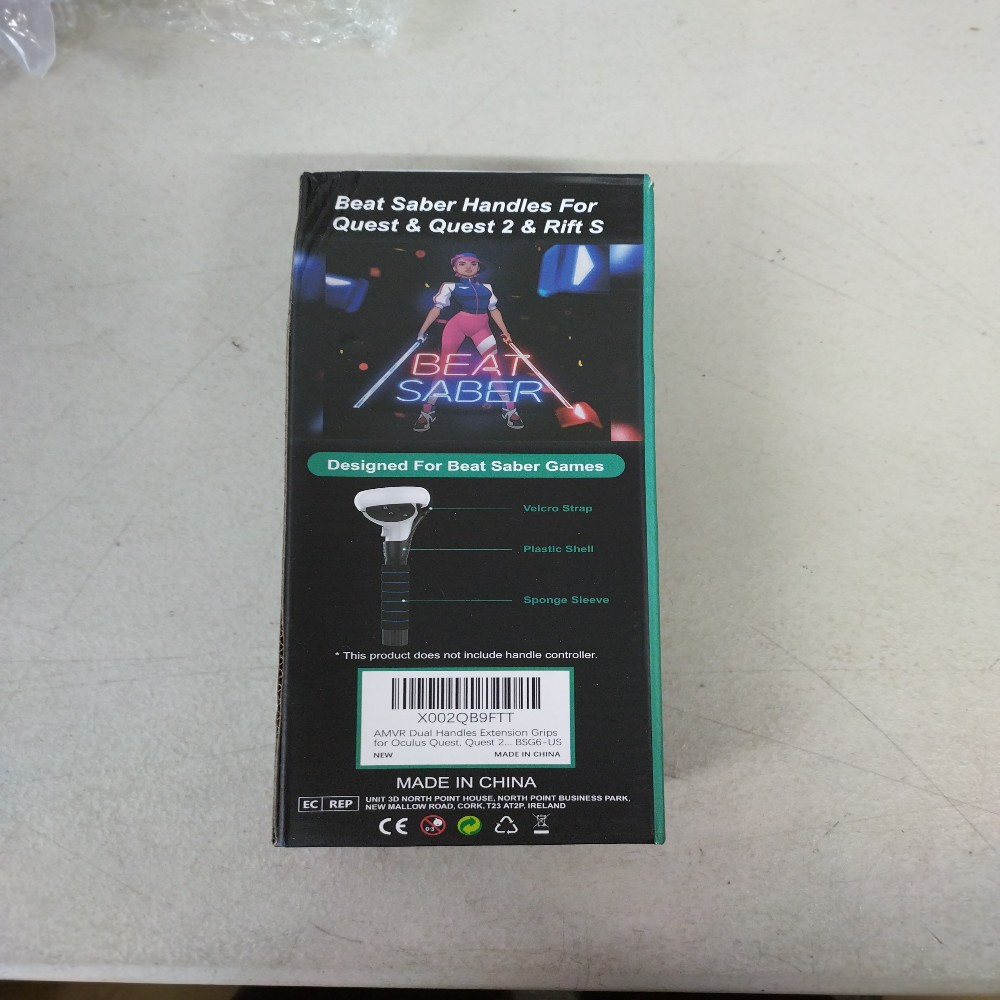 Beat Saber Handles For
Quest & Quest 2 & Rift S
BEAT
SABER
Designed For Beat Saber Games
Velcro Strap
Plastic Shell
Sponge Sleeve
* This product does not include handle controller.
X002QB9FTT
AMVR Dual Handles Extension Grips
for Oculus Quest, Quest 2... BSG6-US
NEW MADE IN CHINA
MADE IN CHINA
EC REP UNIT 3D NORTH POINT HOUSE, NORTH POINT BUSINESS PARK,
NEW MALLOW ROAD, CORK, T23 AT2P, IRELAND
CE 0-3